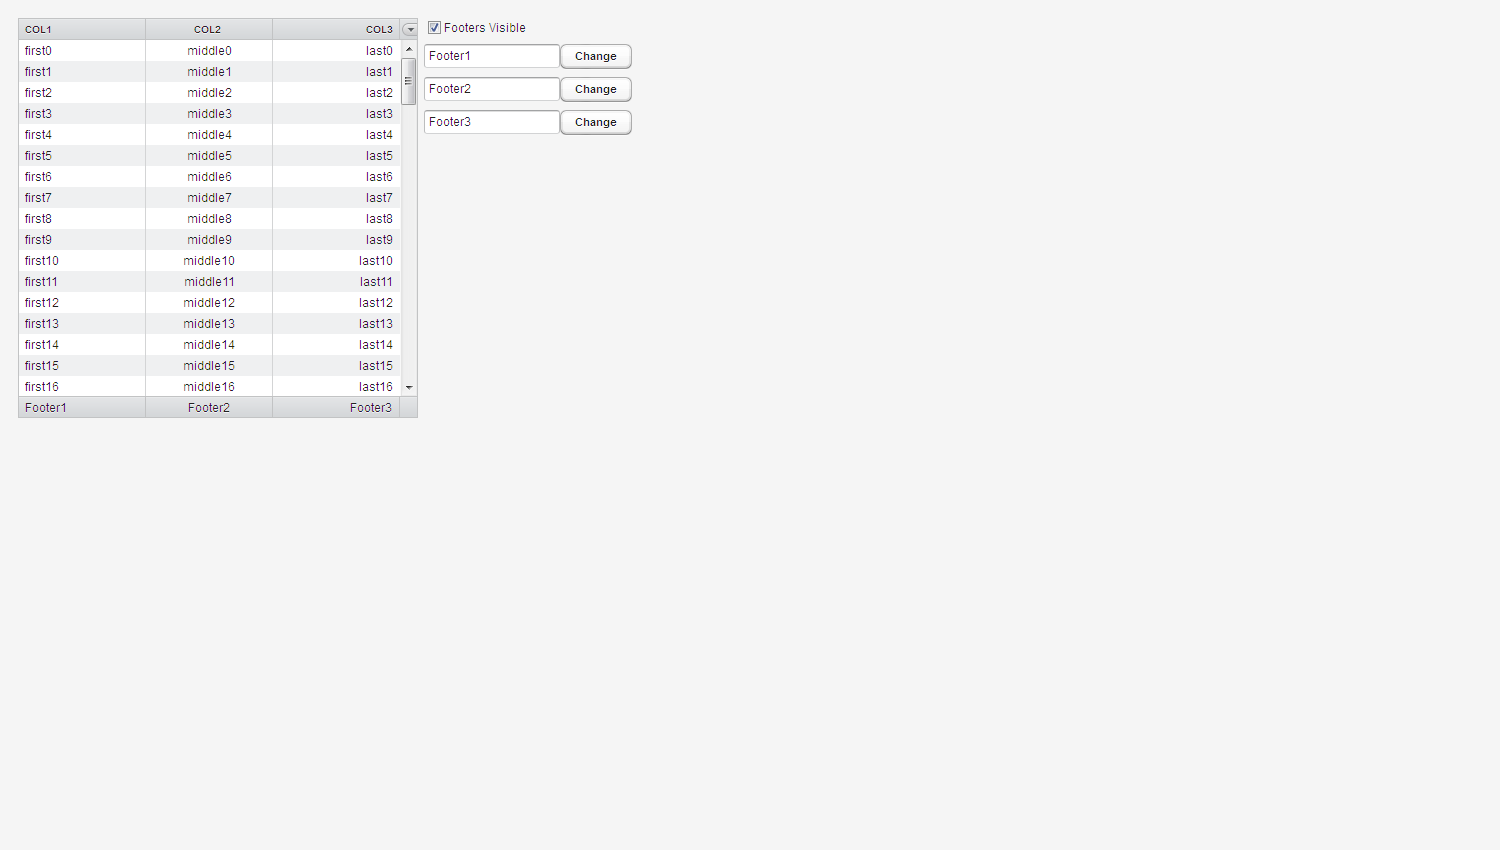 COL1 COL2 COL3
first0 middle0 last0
first1 middle1 last1
first2 middle2 last2
first3 middle3 last3
first4 middle4 last4
first5 middle5 last5
first6 middle6 last6
first7 middle7 last7
first8 middle8 last8
first9 middle9 last9
first10 middle10 last10
first11 middle11 last11
first12 middle12 last12
first13 middle13 last13
first14 middle14 last14
first15 middle15 last15
first16 middle16 last16
Footer1 Footer2 Footer3
Footers Visible
Footer1 Change
Footer2 Change
Footer3 Change